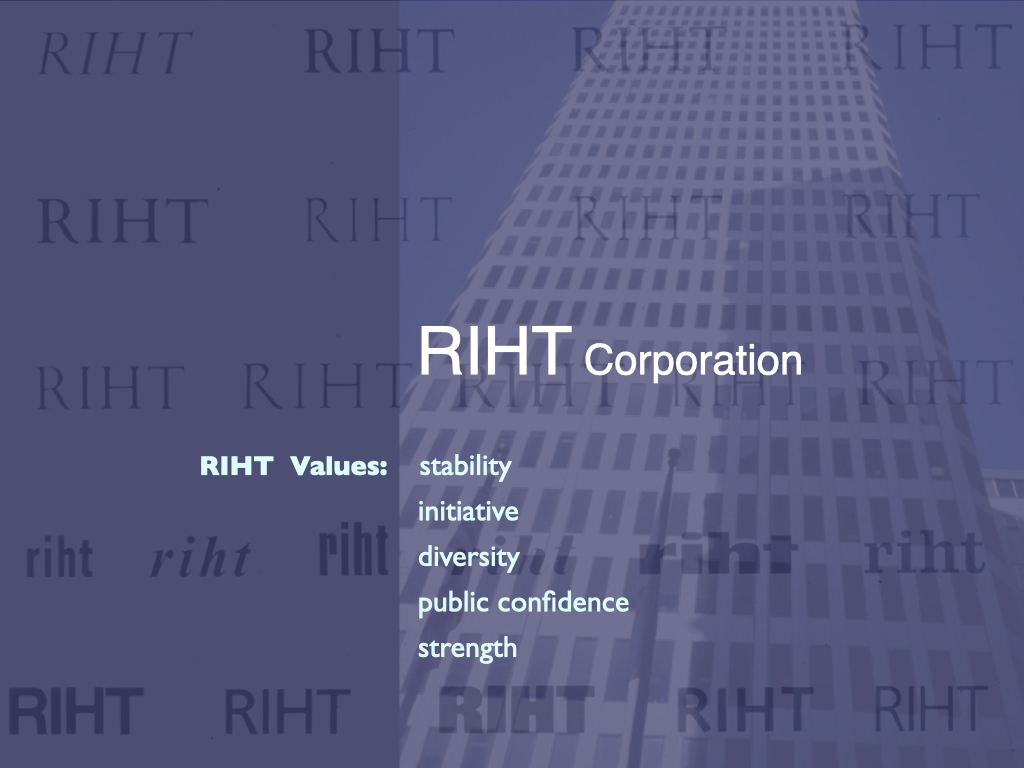 RIHT RIHT RIHT RIHT
RIHT RIHT RIHT RIHT
RIHT Corporation
RIHT RIHT RIHT RIHT RIHT
RIHT Values: stability
initiative
diversity
riht riht riht riht riht riht
public confidence
strength
RIHT RIHT RIHT RIHT RIHT